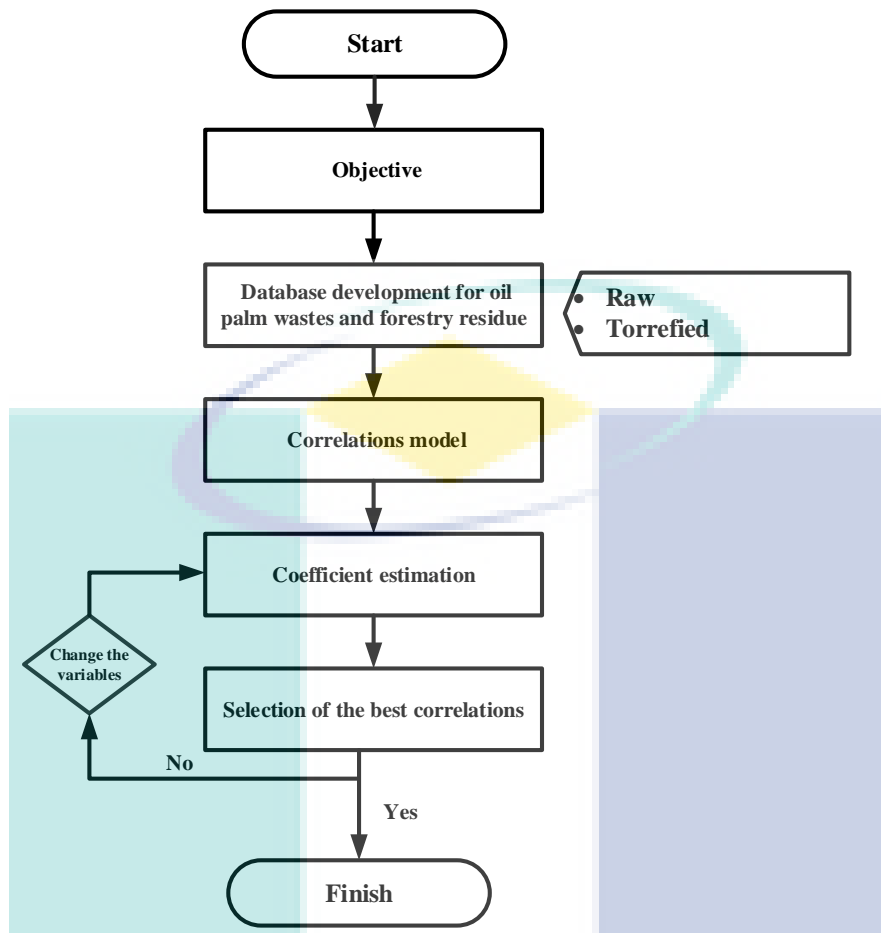 Start
Objective
Database development for oil
palm wastes and forestry residue
• Raw
• Torrefied
Correlations model
Coefficient estimation
Change the
variables
Selection of the best correlations
No
Yes
Finish